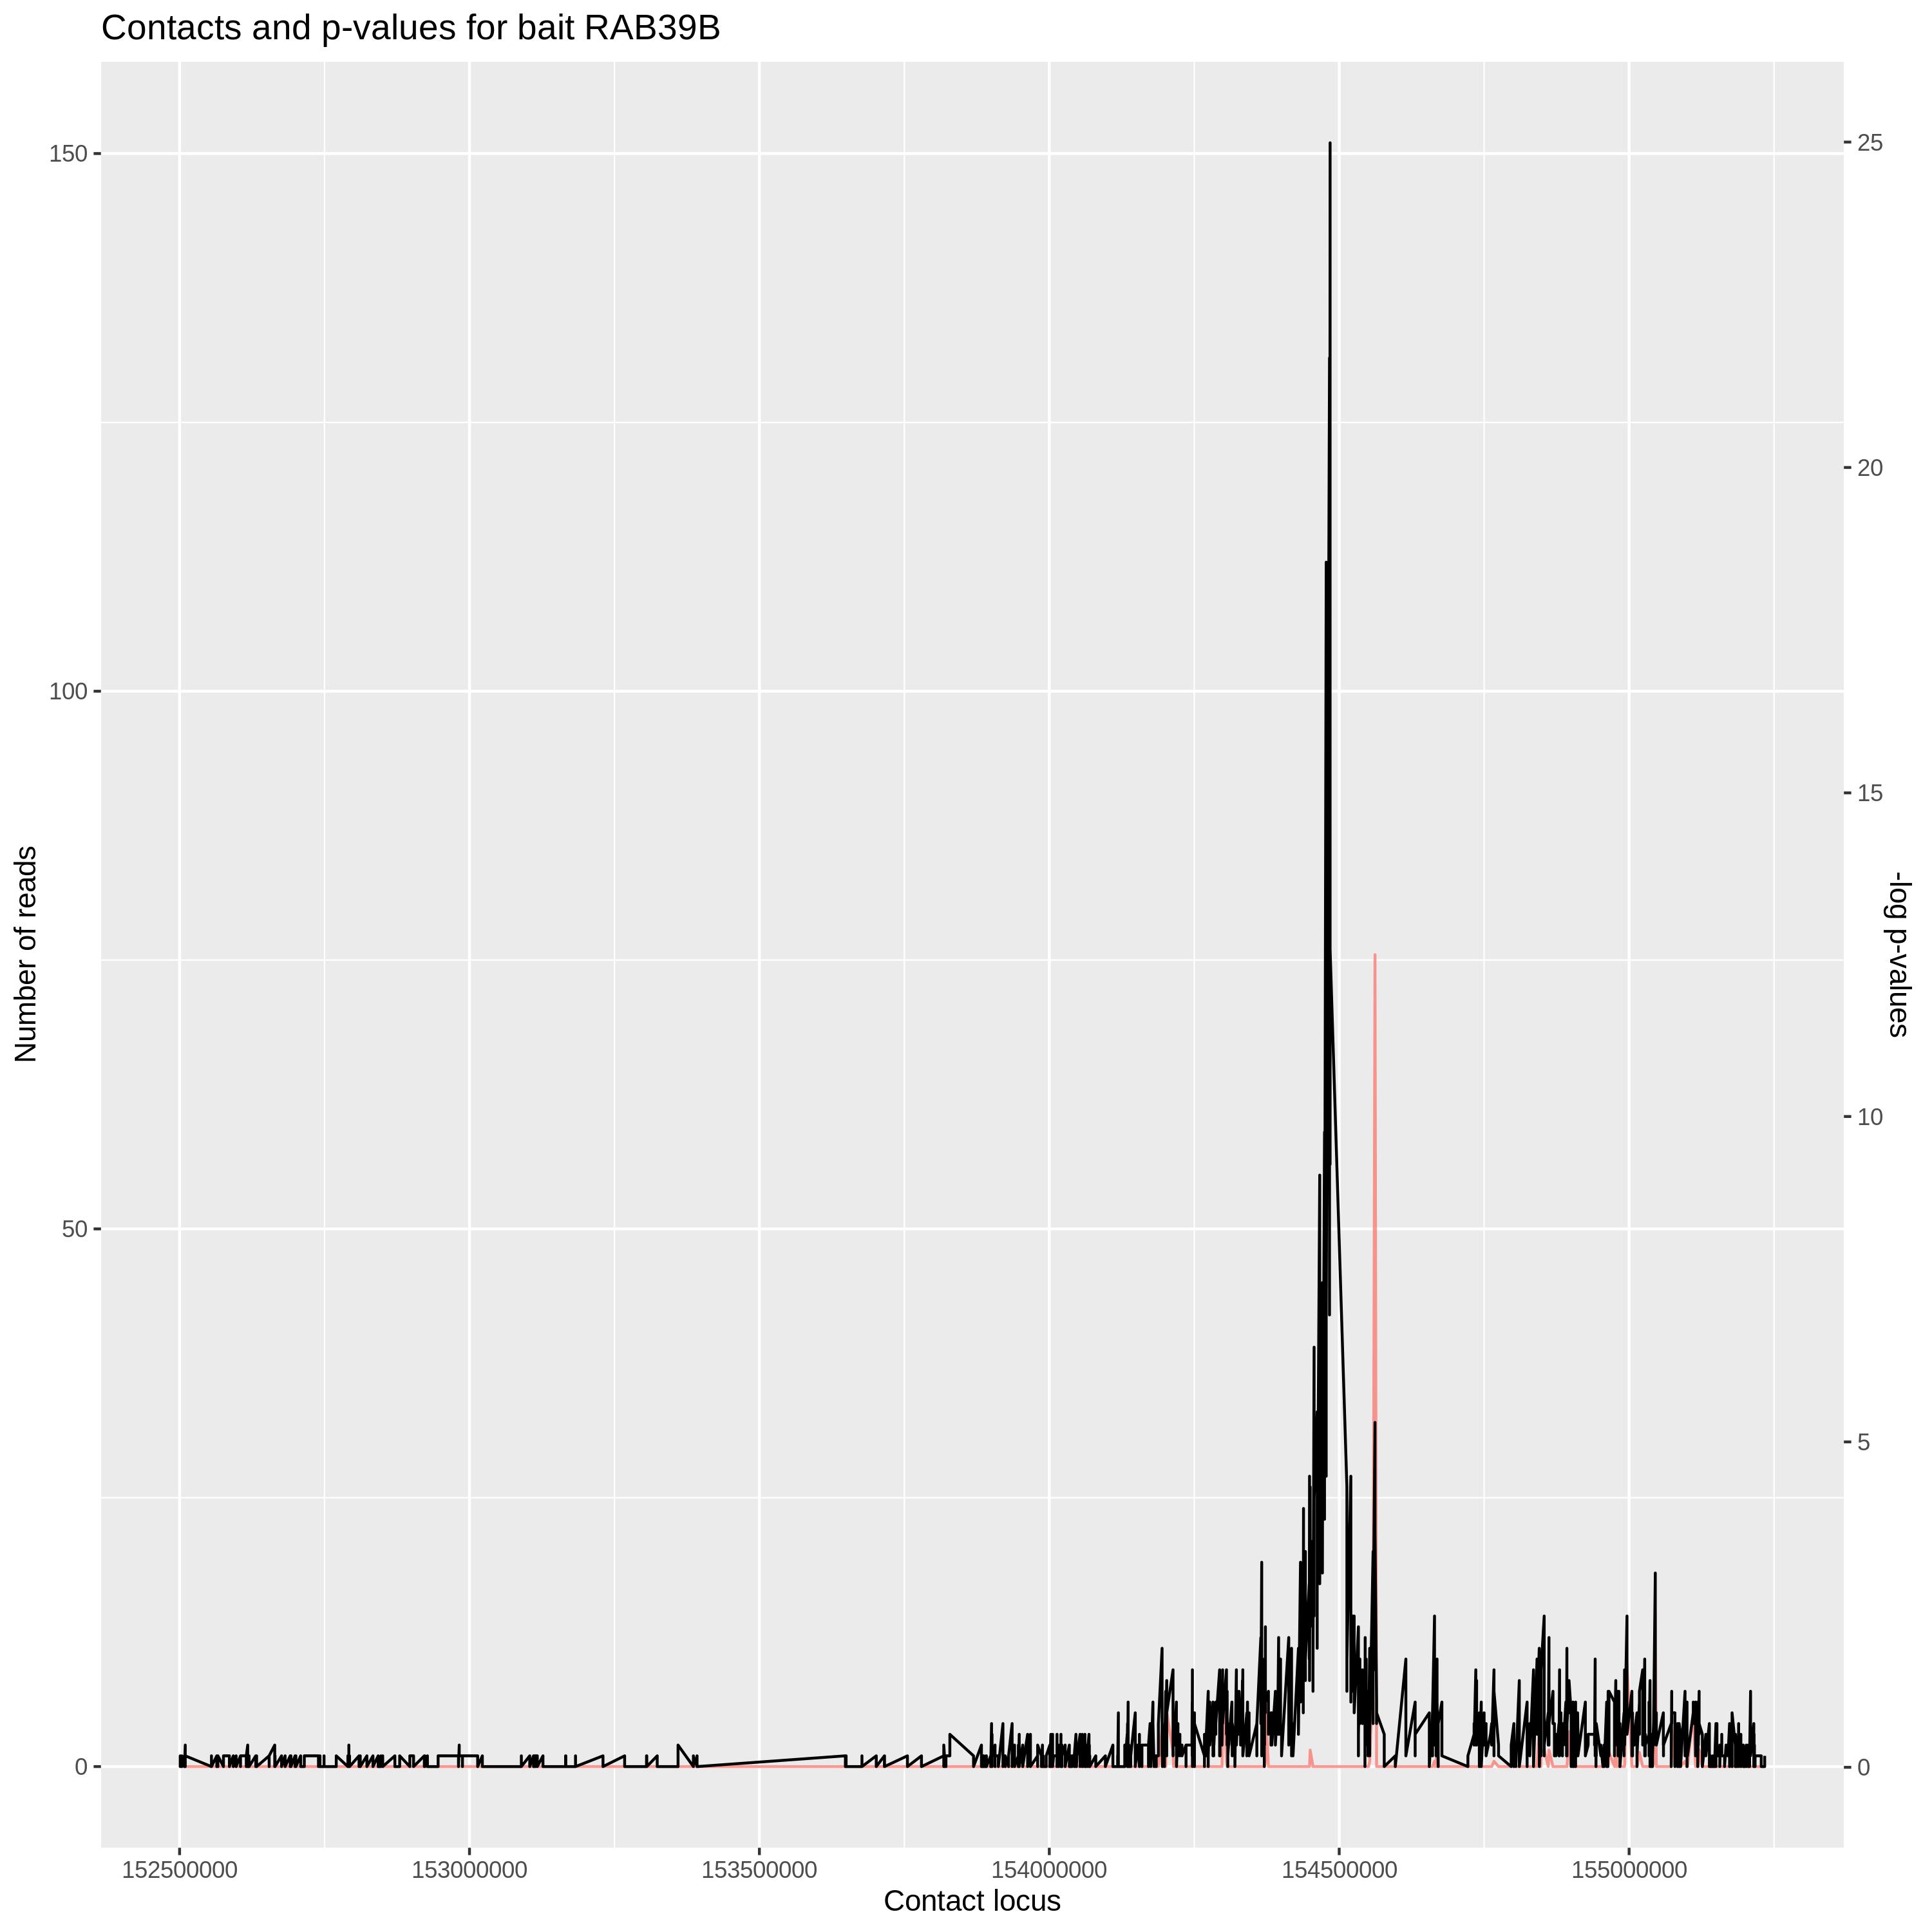 Contacts and p-values for bait RAB39B
150
100
50
0
25
20
15
10
5
0
Number of reads
-log p-values
152500000 153000000 153500000 154000000 154500000 155000000
Contact locus